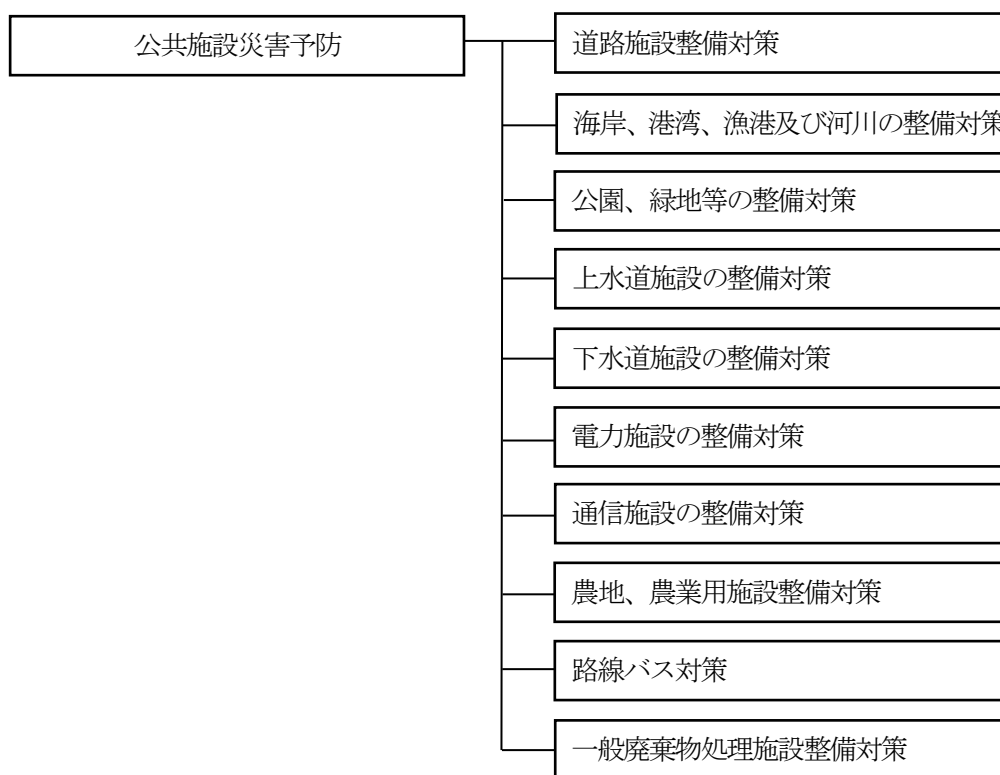 公共施設災害予防
道路施設整備対策
海岸、港湾、漁港及び河川の整備対策
公園、緑地等の整備対策
上水道施設の整備対策
下水道施設の整備対策
電力施設の整備対策
通信施設の整備対策
農地、農業用施設整備対策
路線バス対策
一般廃棄物処理施設整備対策